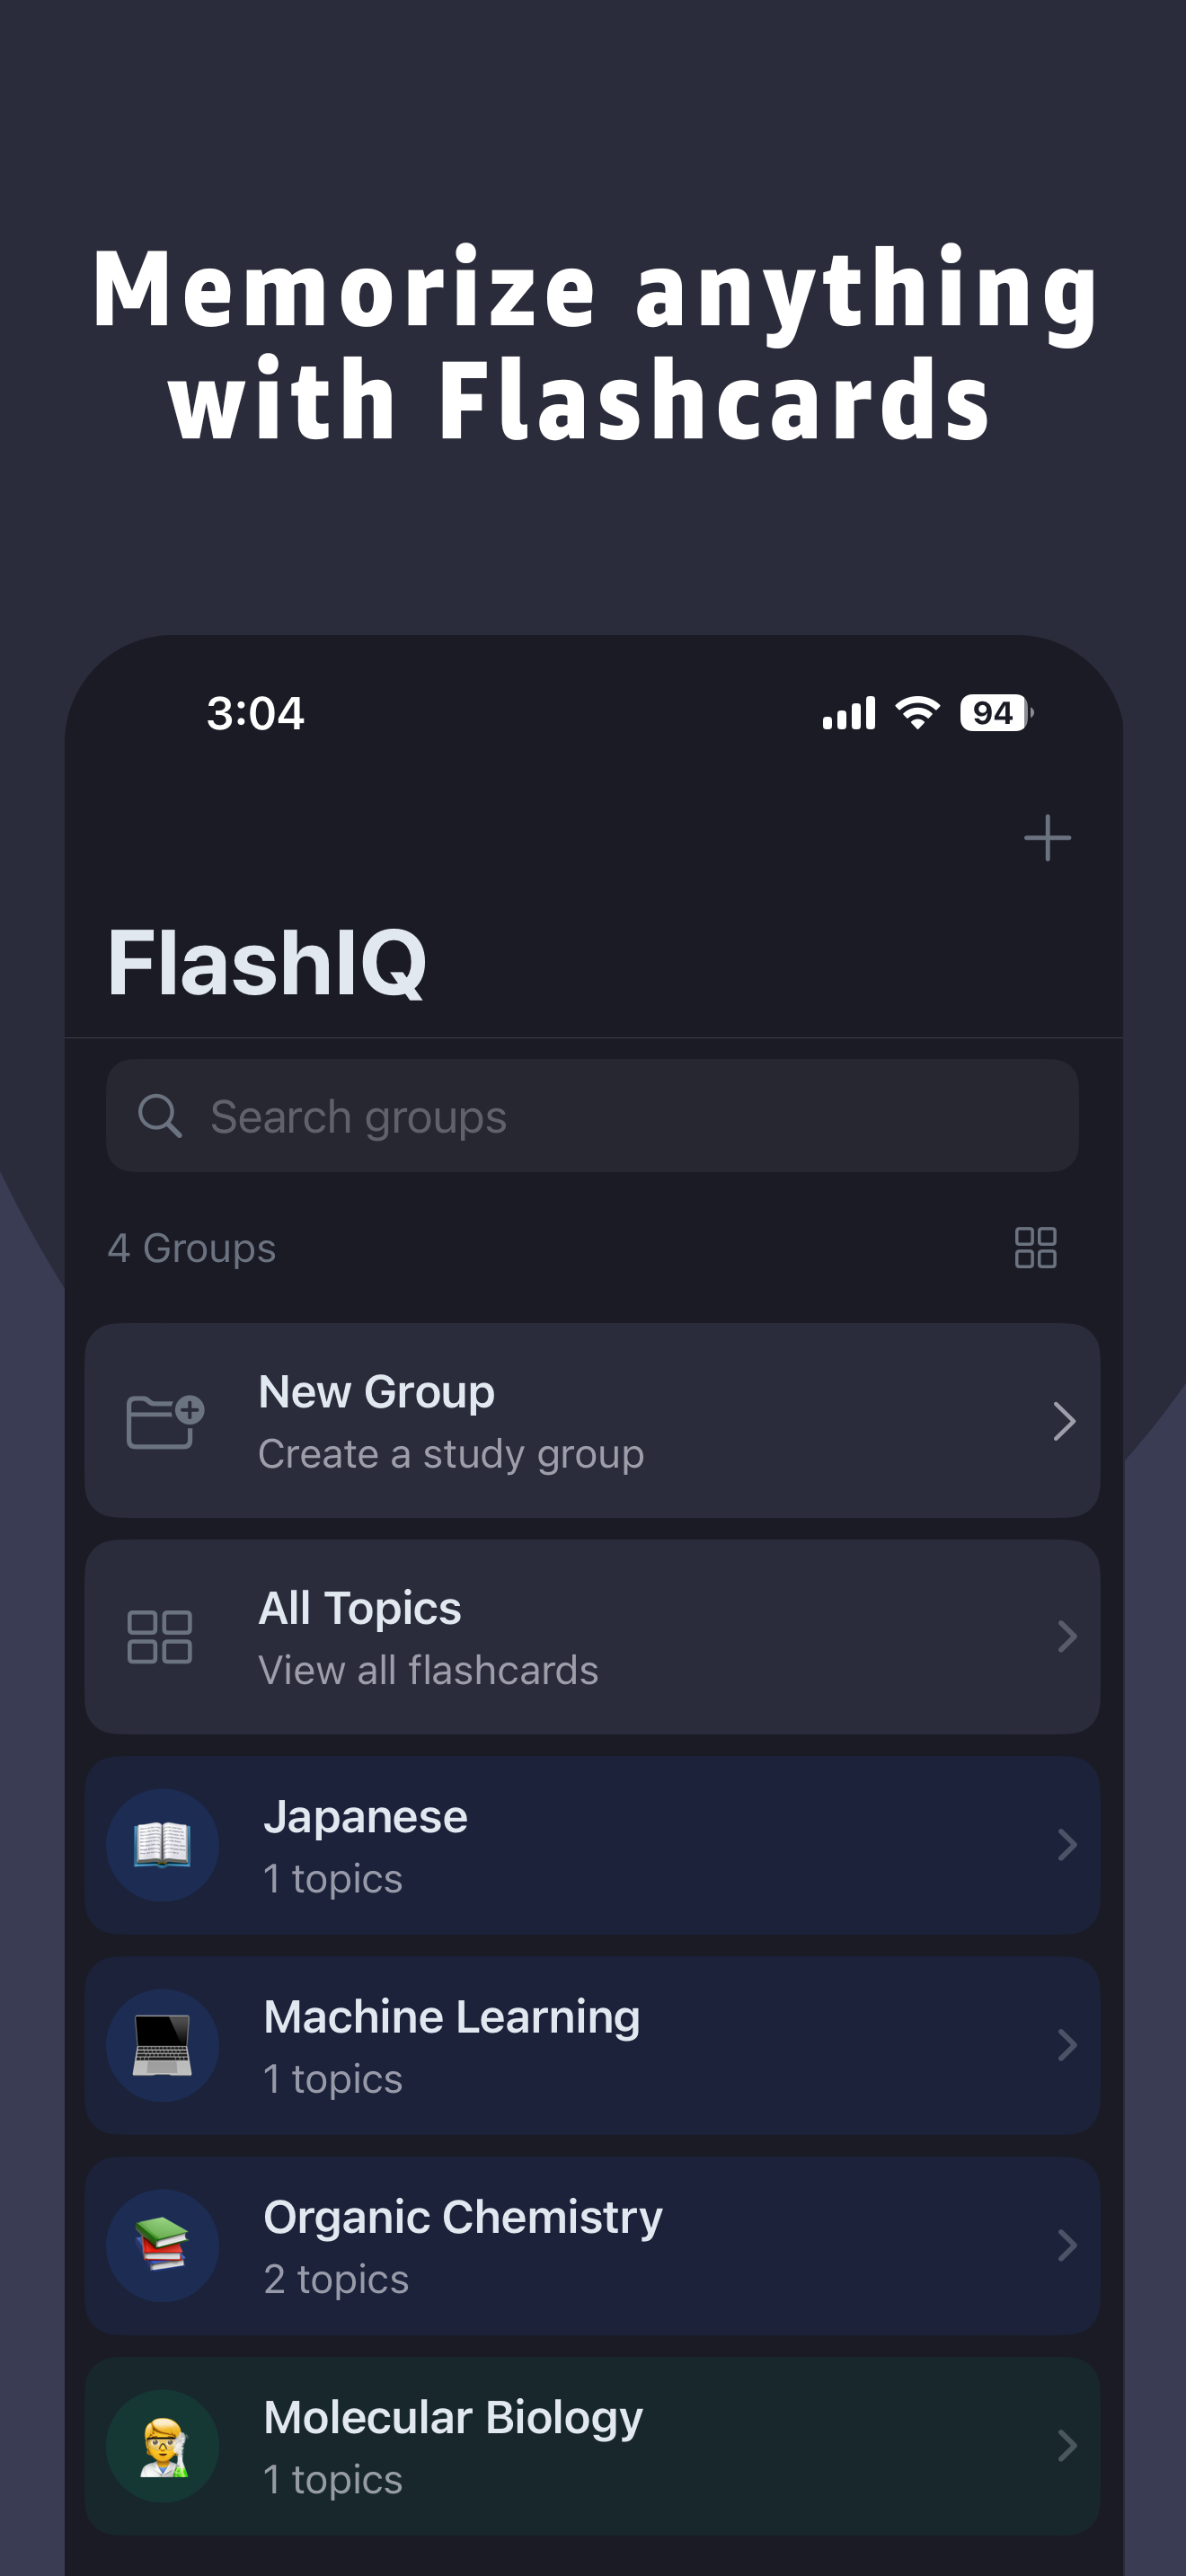 Memorize anything
with Flashcards
3:04
94
FlashIQ
Search groups
4 Groups
New Group
Create a study group
All Topics
View all flashcards
Japanese
1 topics
Machine Learning
1 topics
Organic Chemistry
2 topics
Molecular Biology
1 topics